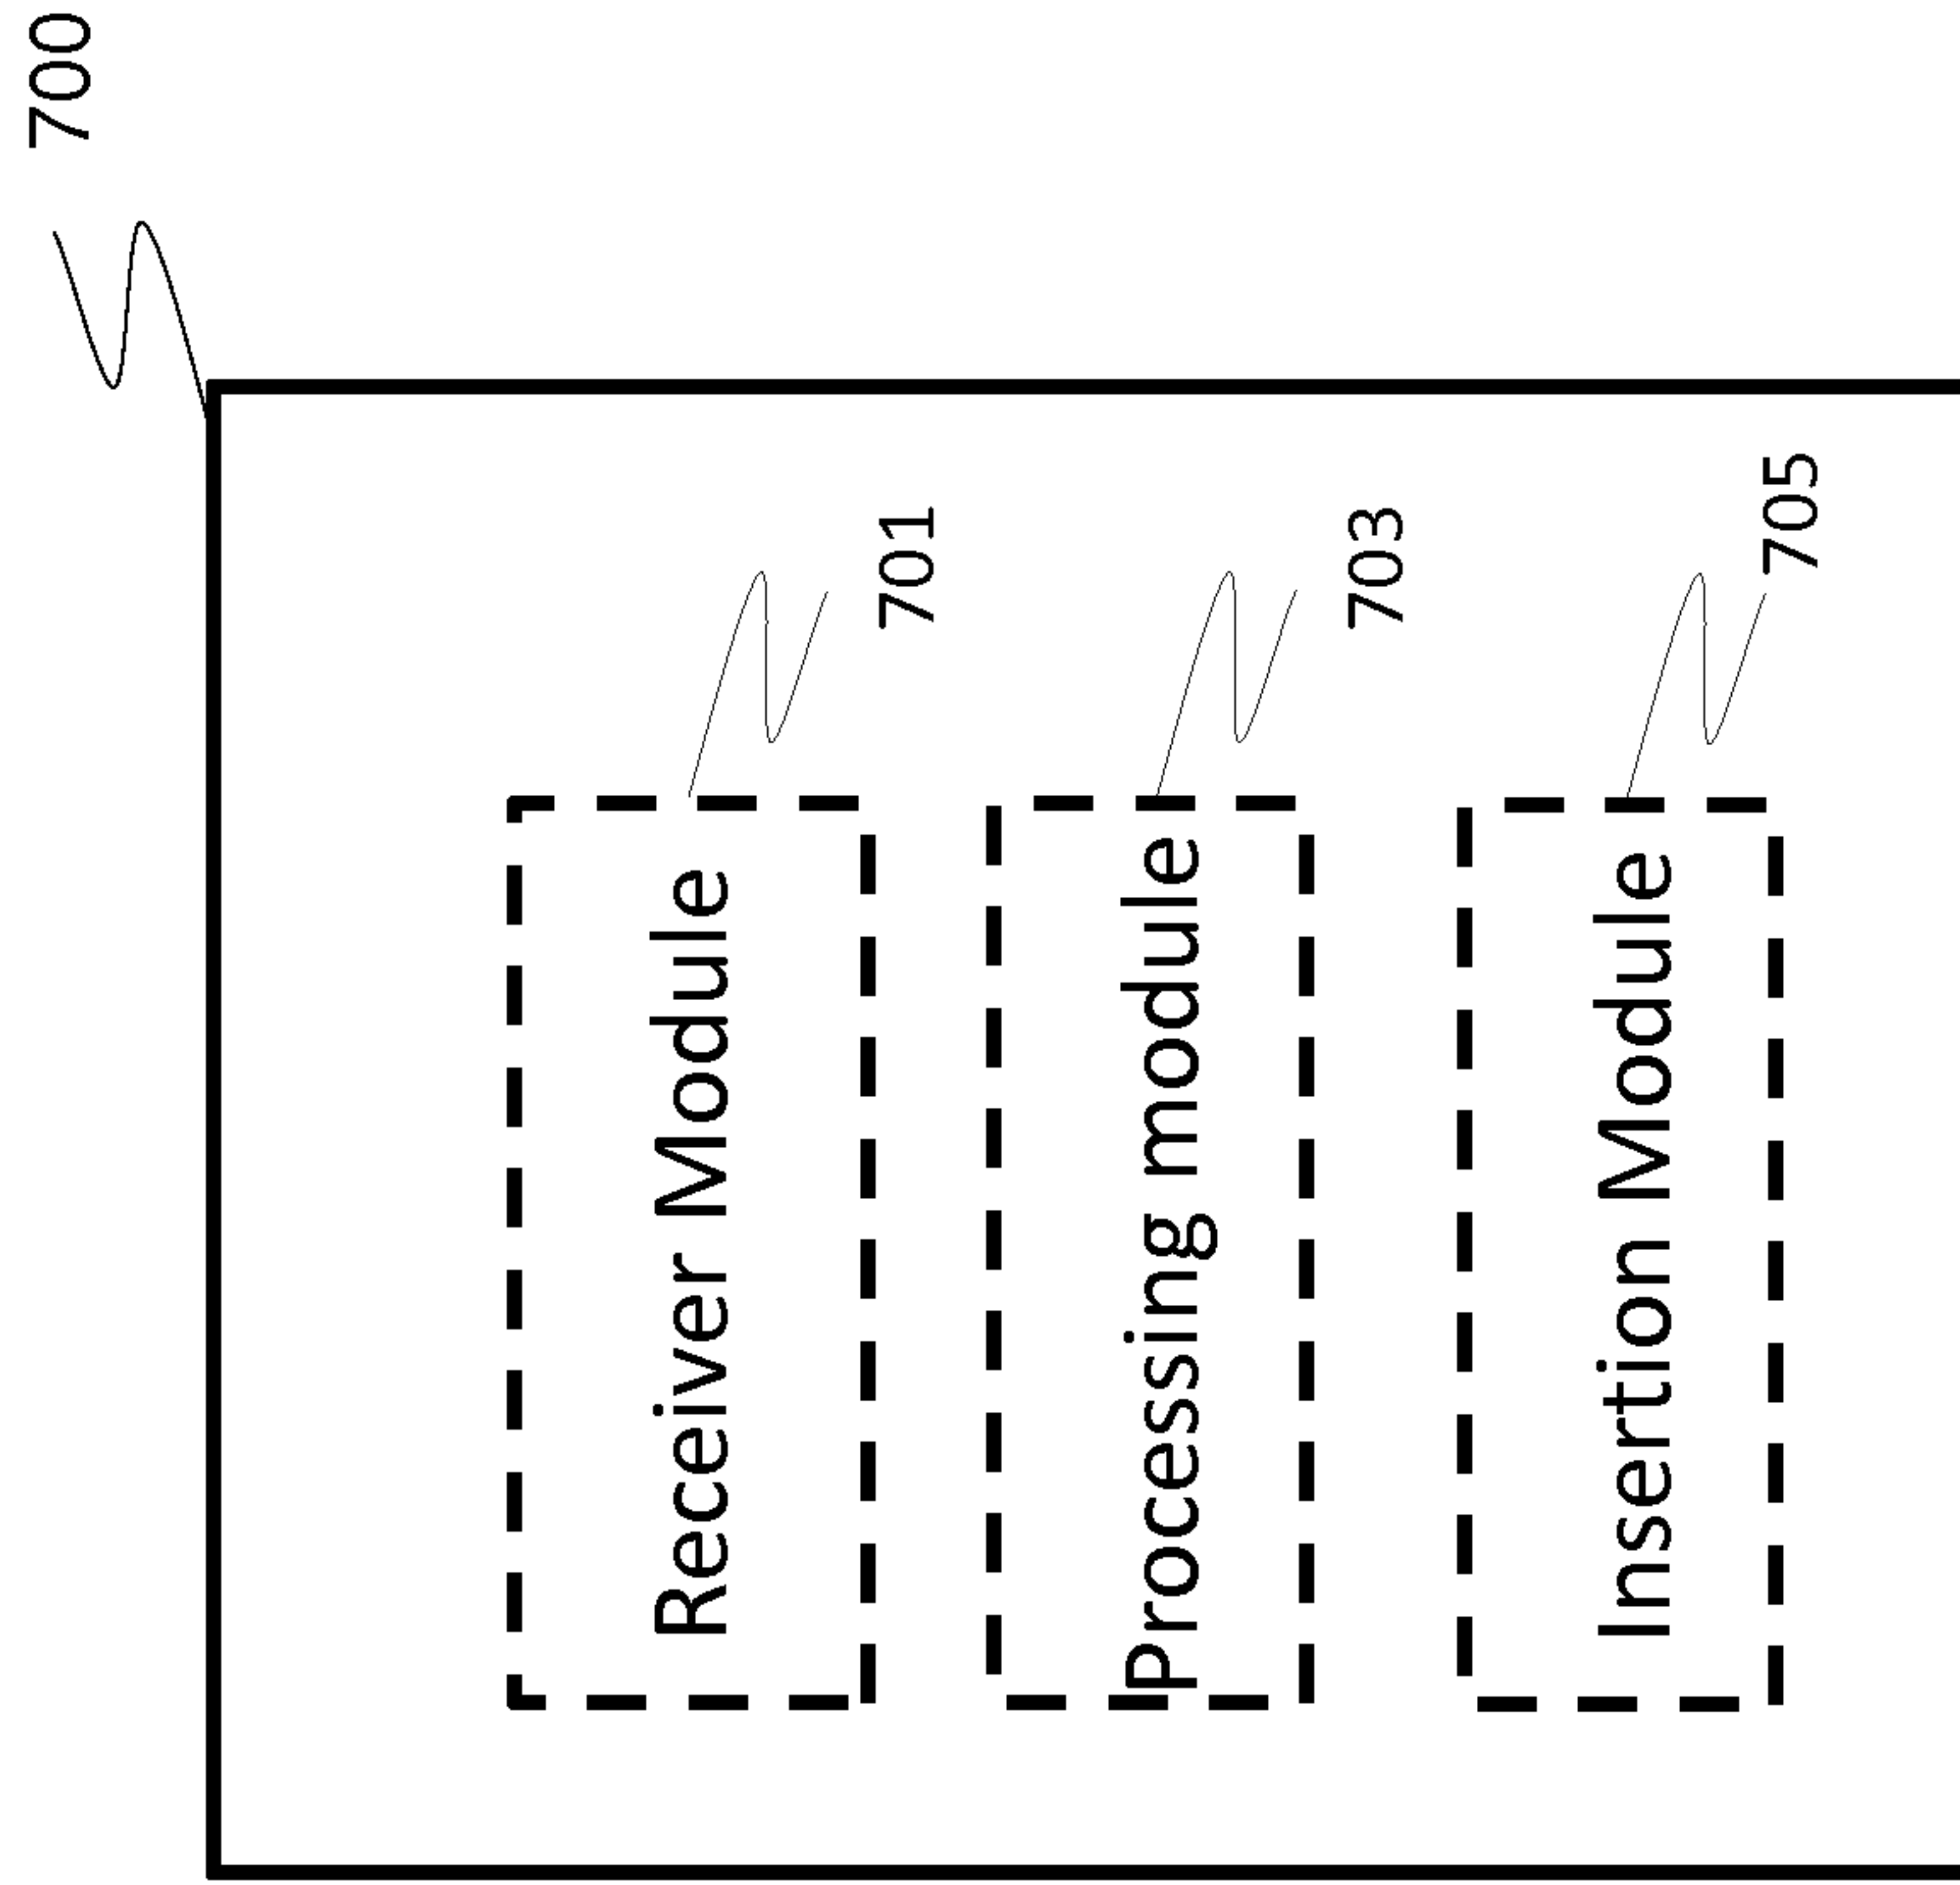 700
Receiver Module
701
Processing module
703
Insertion Module
705